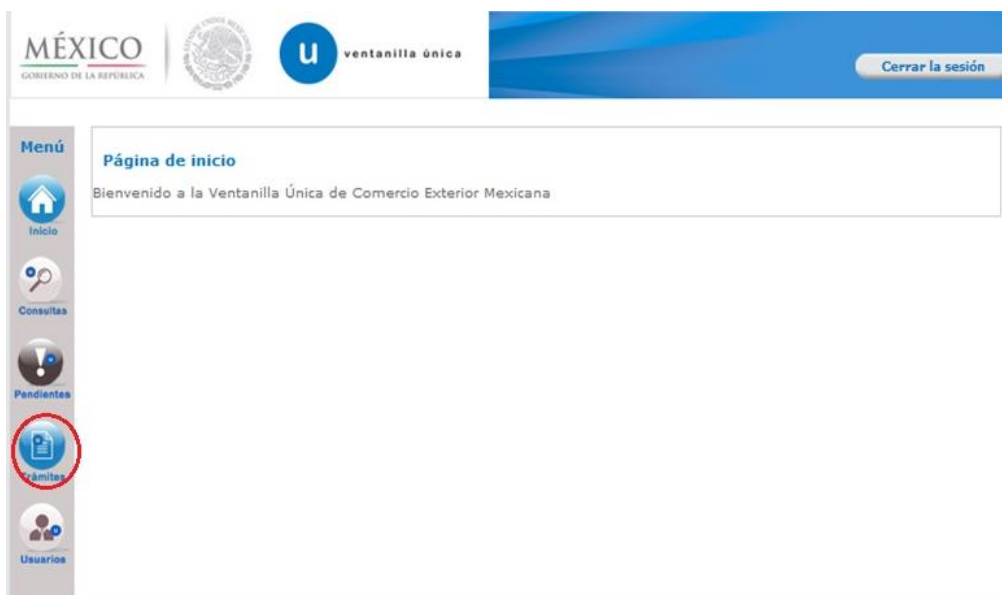 MÉXICO
GOBIERNO DE LA REPÚBLICA
u
ventanilla única
Cerrar la sesión
Menú
Inicio
Consultas
Pendientes
Trámites
Usuarios
Página de inicio
Bienvenido a la Ventanilla Única de Comercio Exterior Mexicana